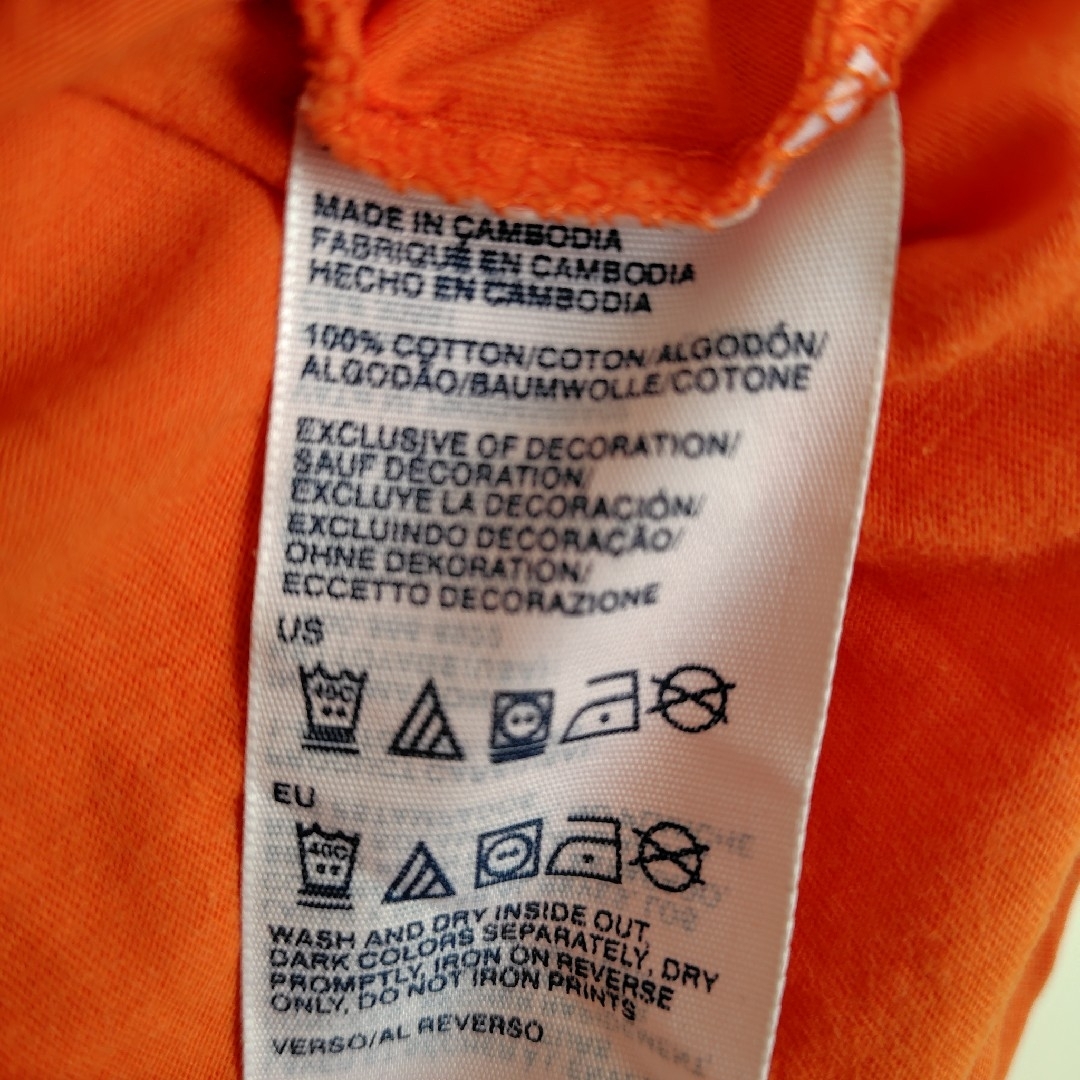 MADE IN CAMBODIA
FABRIQUÉ EN CAMBODIA
HECHO EN CAMBODIA
100% COTTON/COTON/ALGODÓN/
ALGODÃO/BAUMWOLLE/COTONE
EXCLUSIVE OF DECORATION/
SAUF DÉCORATION/
EXCLUYE LA DECORACIÓN/
EXCLUINDO DECORAÇÃO/
OHNE DEKORATION/
ECCETTO DECORAZIONE
US
40C
EU
40C
WASH AND DRY INSIDE OUT
DARK COLORS SEPARATELY, DRY
PROMPTLY, IRON ON REVERSE
ONLY, DO NOT IRON PRINTS
VERSO/AL REVERSO